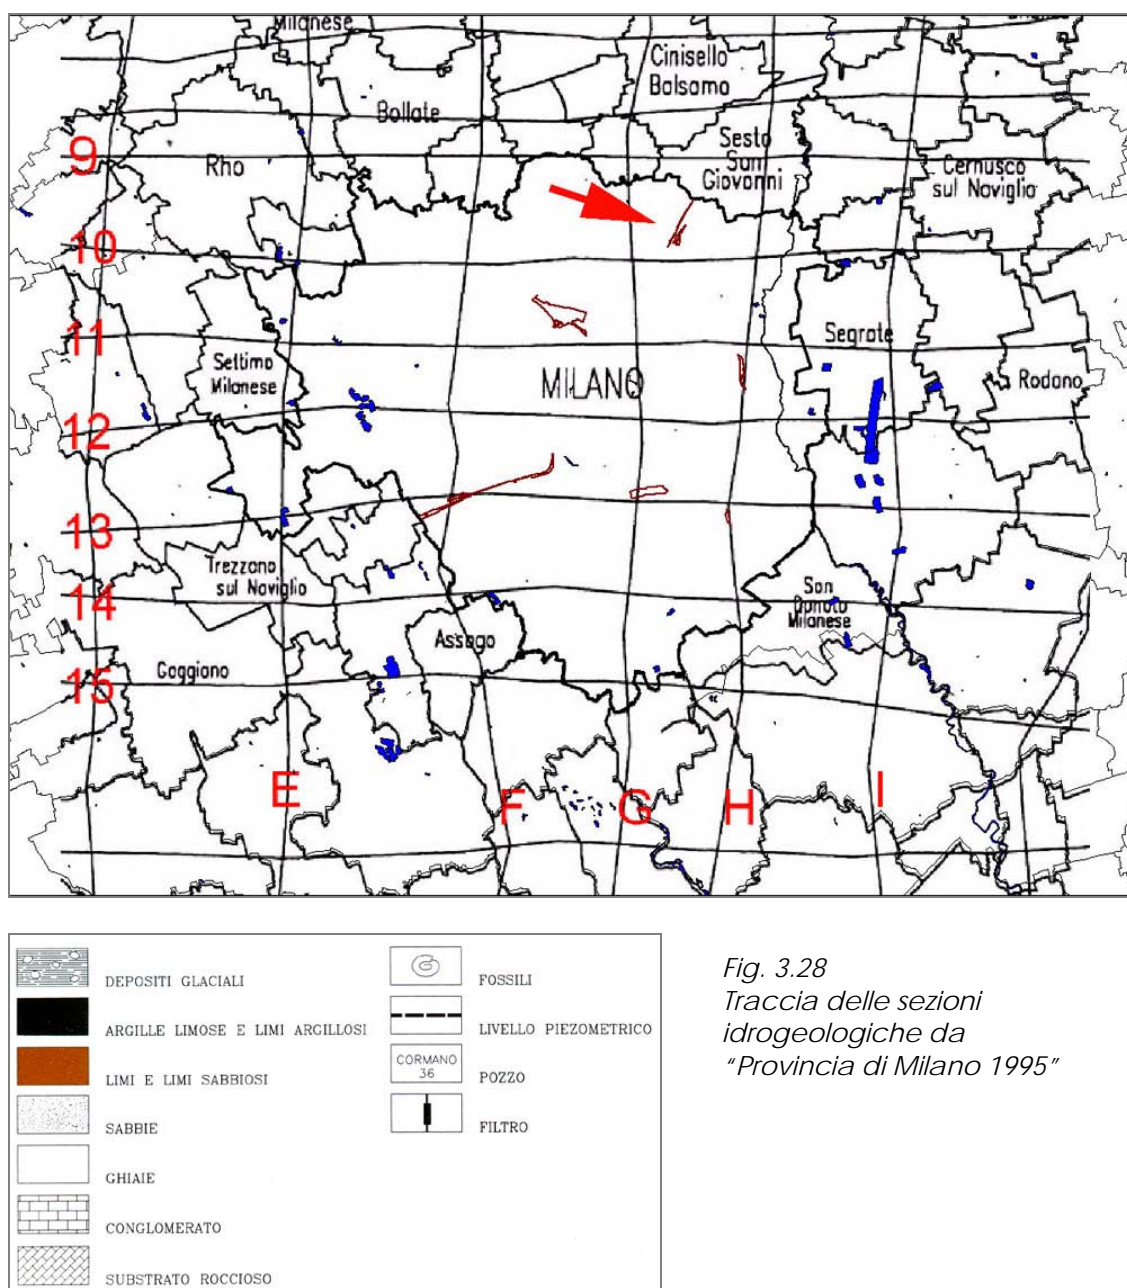 Milanese
Cinisello
Balsamo
Bollate
Sesto
San
Giovanni
9
Rho
Cernusco
sul Naviglio
10
11
Segrate
Settimo
Milanese
MILANO
Rodano
12
13
Trezzano
sul Naviglio
14
San
Donato
Milanese
Assago
Gaggiano
15
E
F
G
H
I
DEPOSITI GLACIALI
ARGILLE LIMOSE E LIMI ARGILLOSI
LIMI E LIMI SABBIOSI
SABBIE
GHIAIE
CONGLOMERATO
SUBSTRATO ROCCIOSO
G
FOSSILI
LIVELLO PIEZOMETRICO
CORMANO
36
POZZO
FILTRO
Fig. 3.28
Traccia delle sezioni
idrogeologiche da
“Provincia di Milano 1995”